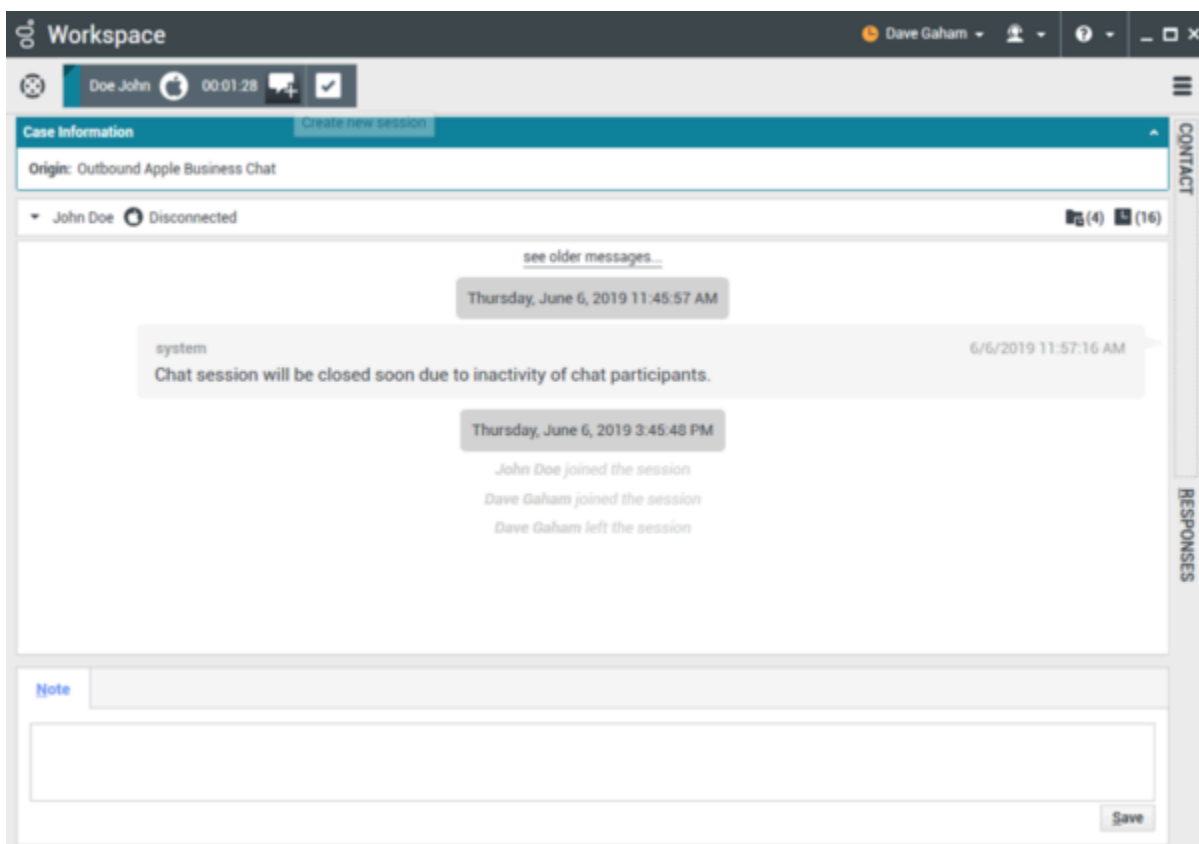 Workspace
Dave Gaham
Doe John 00:01:28
Create new session
Case Information
Origin: Outbound Apple Business Chat
John Doe Disconnected (4) (16)
see older messages...
Thursday, June 6, 2019 11:45:57 AM
system 6/6/2019 11:57:16 AM
Chat session will be closed soon due to inactivity of chat participants.
Thursday, June 6, 2019 3:45:48 PM
John Doe joined the session
Dave Gaham joined the session
Dave Gaham left the session
CONTACT
RESPONSES
Note
Save